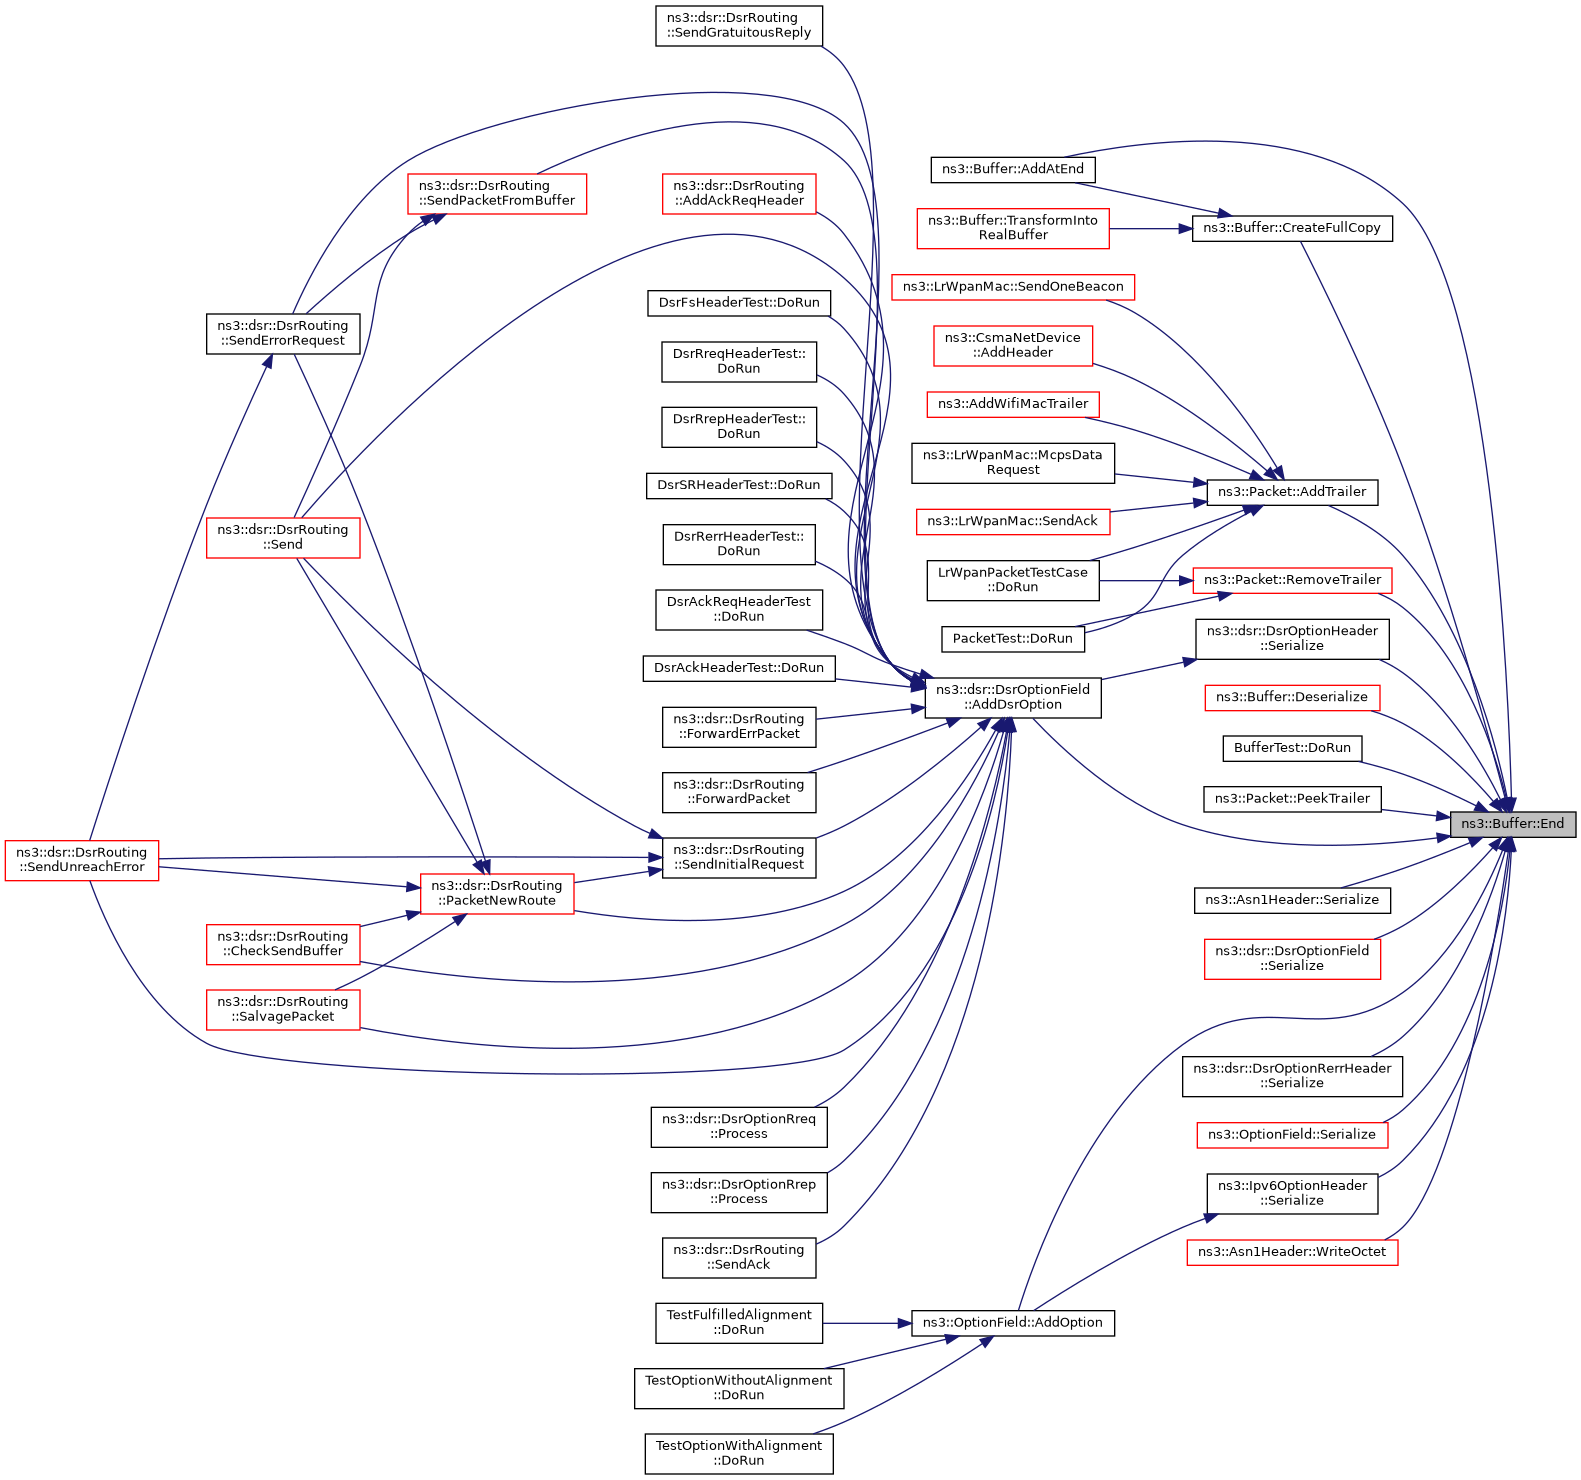 ns3::dsr::DsrRouting
::SendGratuitousReply
ns3::Buffer::AddAtEnd
ns3::dsr::DsrRouting
::SendPacketFromBuffer
ns3::dsr::DsrRouting
::AddAckReqHeader
ns3::Buffer::TransformInto
RealBuffer
ns3::Buffer::CreateFullCopy
ns3::LrWpanMac::SendOneBeacon
DsrFsHeaderTest::DoRun
ns3::dsr::DsrRouting
::SendErrorRequest
ns3::CsmaNetDevice
::AddHeader
DsrRreqHeaderTest::
DoRun
ns3::AddWifiMacTrailer
DsrRrepHeaderTest::
DoRun
ns3::LrWpanMac::McpsData
Request
DsrSRHeaderTest::DoRun
ns3::Packet::AddTrailer
ns3::LrWpanMac::SendAck
ns3::dsr::DsrRouting
::Send
DsrRerrHeaderTest::
DoRun
LrWpanPacketTestCase
::DoRun
ns3::Packet::RemoveTrailer
DsrAckReqHeaderTest
::DoRun
PacketTest::DoRun
ns3::dsr::DsrOptionHeader
::Serialize
DsrAckHeaderTest::DoRun
ns3::dsr::DsrOptionField
::AddDsrOption
ns3::Buffer::Deserialize
ns3::dsr::DsrRouting
::ForwardErrPacket
BufferTest::DoRun
ns3::dsr::DsrRouting
::ForwardPacket
ns3::Packet::PeekTrailer
ns3::Buffer::End
ns3::dsr::DsrRouting
::SendUnreachError
ns3::dsr::DsrRouting
::SendInitialRequest
ns3::dsr::DsrRouting
::PacketNewRoute
ns3::Asn1Header::Serialize
ns3::dsr::DsrRouting
::CheckSendBuffer
ns3::dsr::DsrOptionField
::Serialize
ns3::dsr::DsrRouting
::SalvagePacket
ns3::dsr::DsrOptionRerrHeader
::Serialize
ns3::dsr::DsrOptionRreq
::Process
ns3::OptionField::Serialize
ns3::dsr::DsrOptionRrep
::Process
ns3::Ipv6OptionHeader
::Serialize
ns3::dsr::DsrRouting
::SendAck
ns3::Asn1Header::WriteOctet
TestFulfilledAlignment
::DoRun
ns3::OptionField::AddOption
TestOptionWithoutAlignment
::DoRun
TestOptionWithAlignment
::DoRun